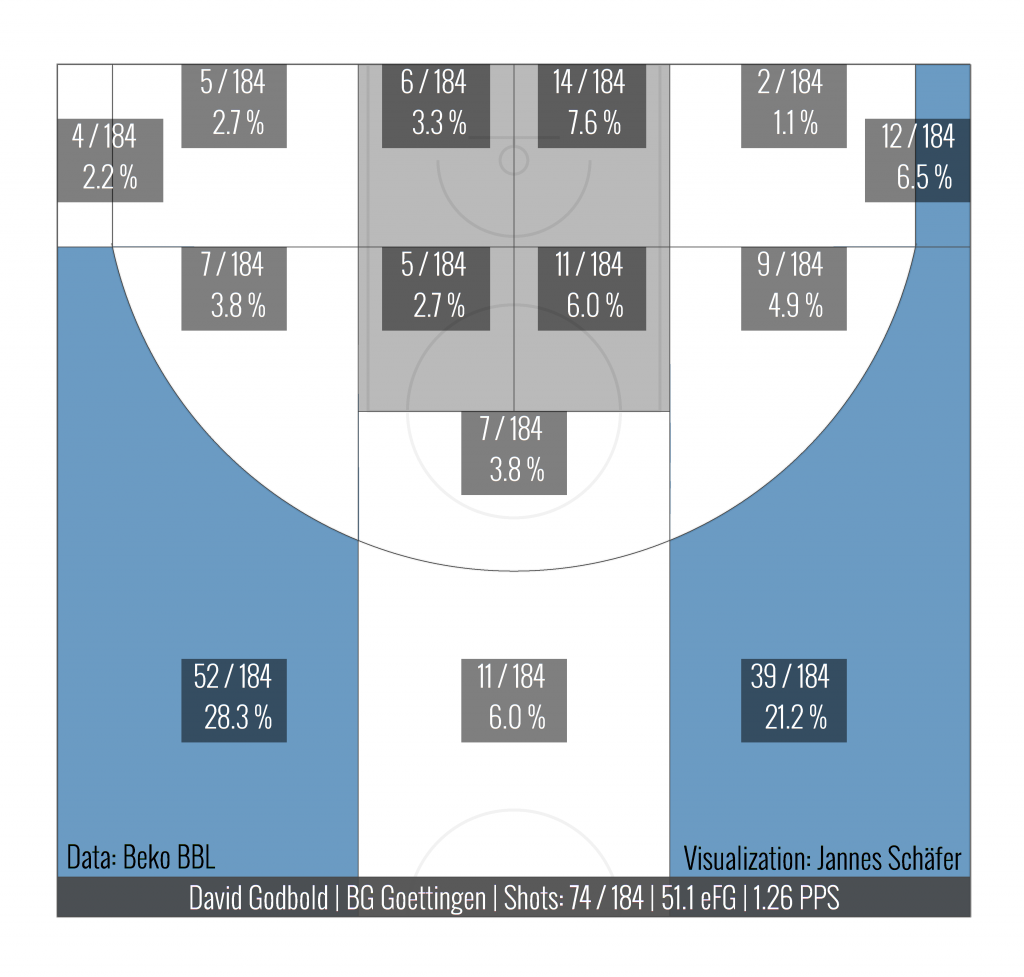 5 / 184
2.7 %
6 / 184
3.3 %
14 / 184
7.6 %
2 / 184
1.1 %
4 / 184
2.2 %
12 / 184
6.5 %
7 / 184
3.8 %
5 / 184
2.7 %
11 / 184
6.0 %
9 / 184
4.9 %
7 / 184
3.8 %
52 / 184
28.3 %
11 / 184
6.0 %
39 / 184
21.2 %
Data: Beko BBL
Visualization: Jannes Schäfer
David Godbold | BG Goettingen | Shots: 74 / 184 | 51.1 eFG | 1.26 PPS